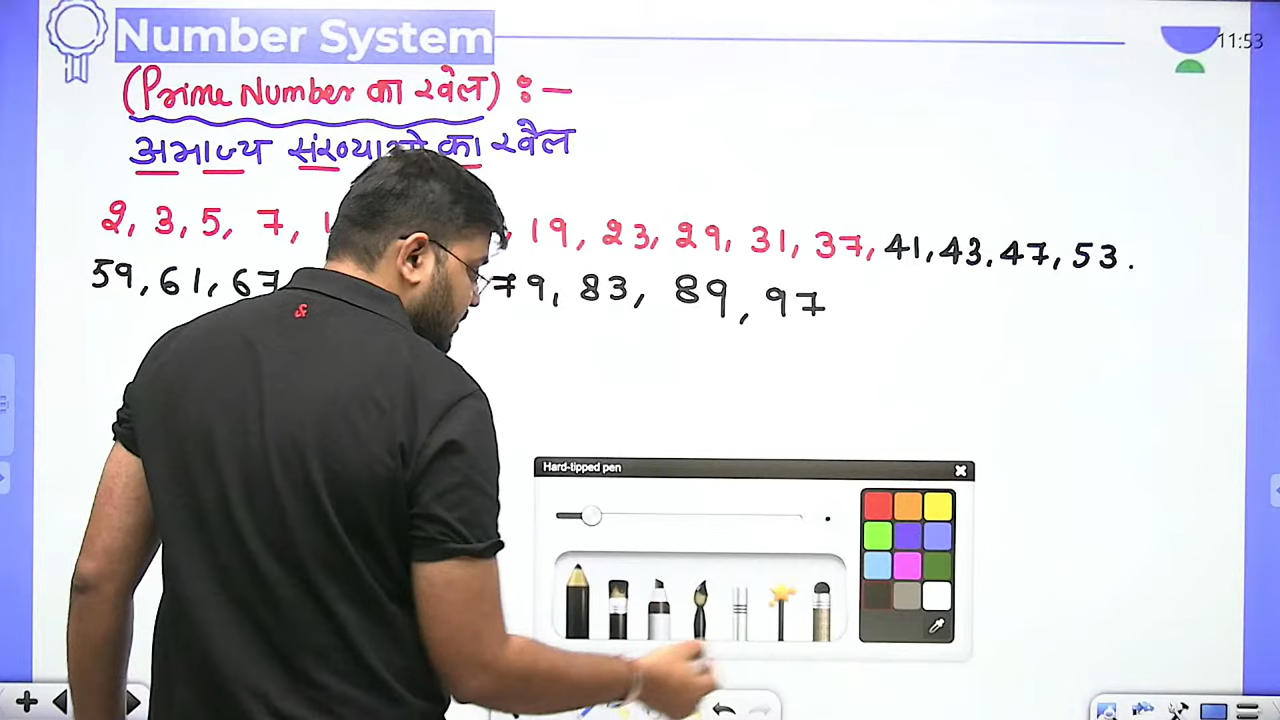 Number System
11:53
(Prime Number का खेल) :-
अभाज्य का खेल
2, 3, 5, 7, 19, 23, 29, 31, 37, 41, 43, 47, 53.
59, 61, 67 79, 83, 89, 97
Hard-tipped pen